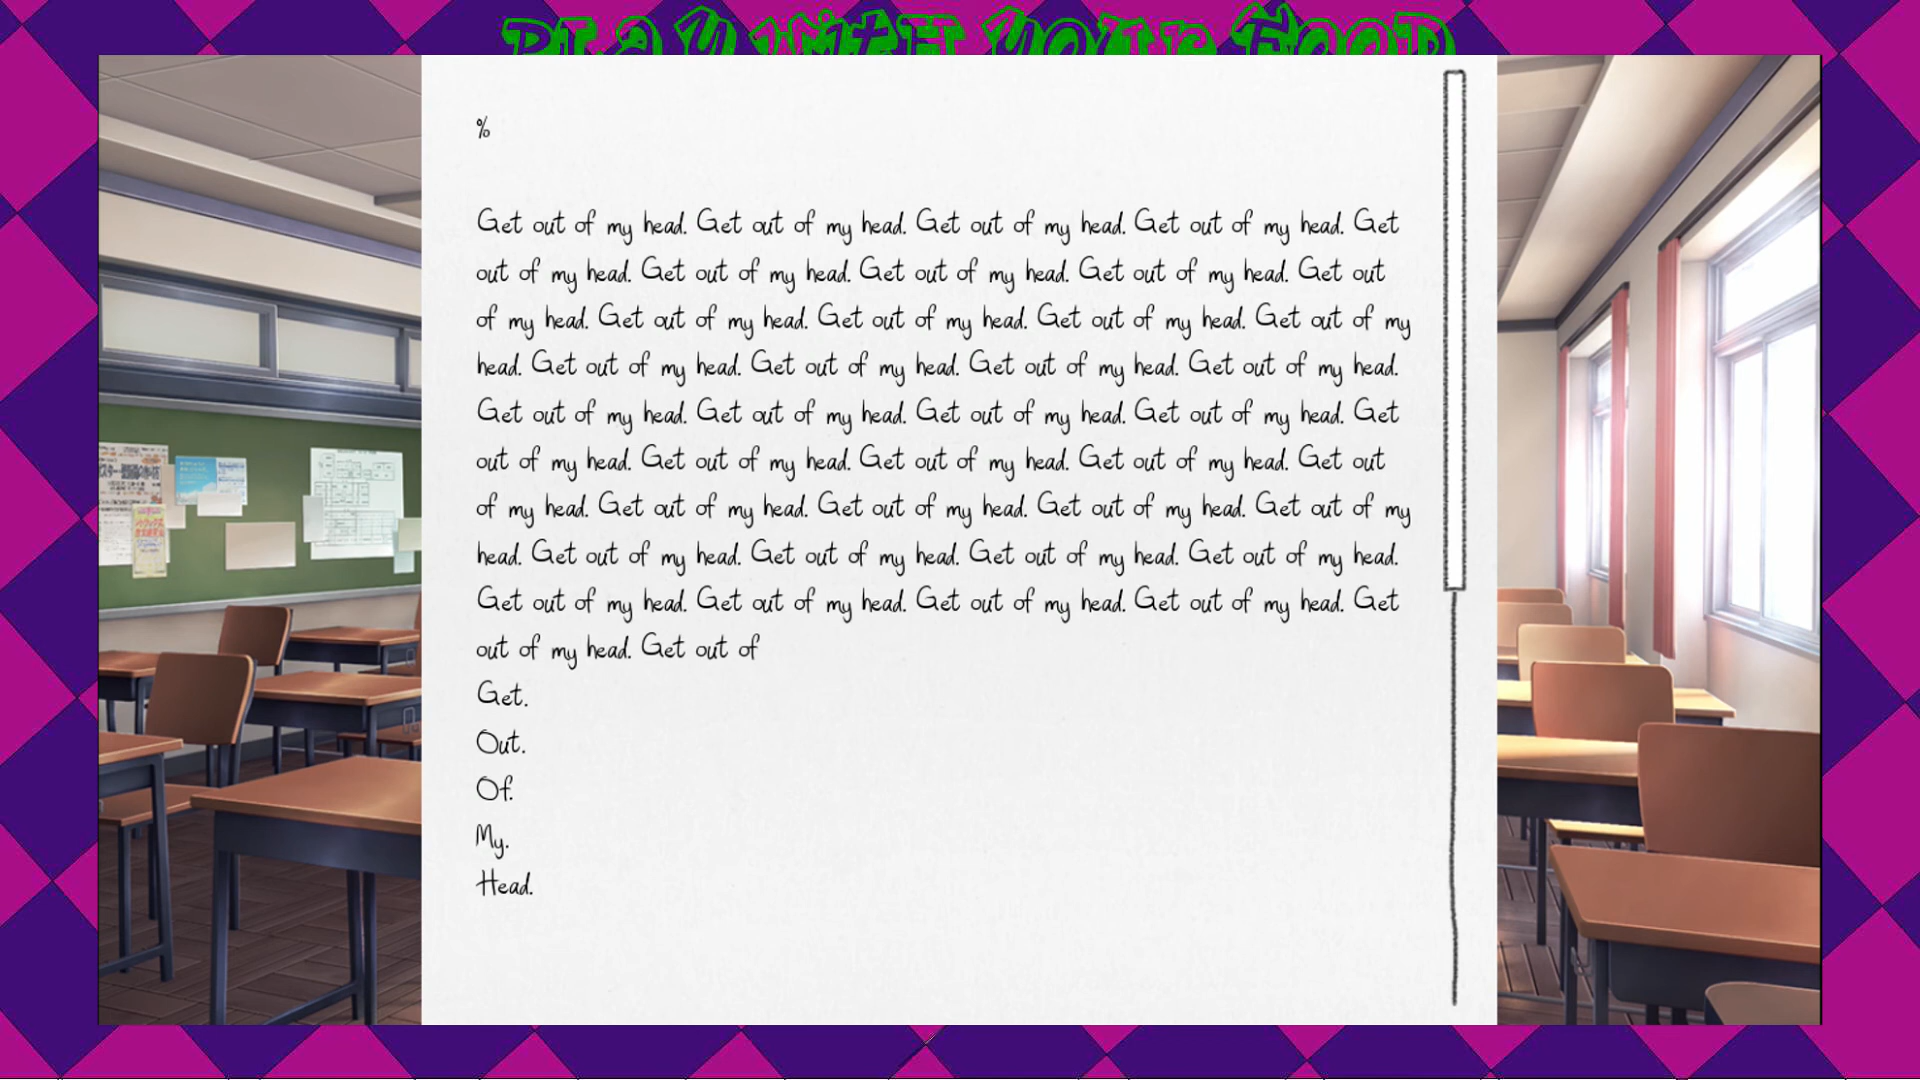 PLAY WITH YOUR FOOD
%
Get out of my head. Get out of my head. Get out of my head. Get out of my head. Get
out of my head. Get out of my head. Get out of my head. Get out of my head. Get out
of my head. Get out of my head. Get out of my head. Get out of my head. Get out of my
head. Get out of my head. Get out of my head. Get out of my head. Get out of my head.
Get out of my head. Get out of my head. Get out of my head. Get out of my head. Get
out of my head. Get out of my head. Get out of my head. Get out of my head. Get out
of my head. Get out of my head. Get out of my head. Get out of my head. Get out of my
head. Get out of my head. Get out of my head. Get out of my head. Get out of my head.
Get out of my head. Get out of my head. Get out of my head. Get out of my head. Get
out of my head. Get out of
Get.
Out.
Of.
My.
Head.